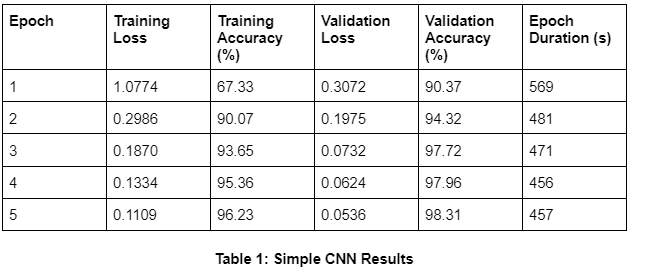 Epoch Training Loss Training Accuracy (%) Validation Loss Validation Accuracy (%) Epoch Duration (s)
1 1.0774 67.33 0.3072 90.37 569
2 0.2986 90.07 0.1975 94.32 481
3 0.1870 93.65 0.0732 97.72 471
4 0.1334 95.36 0.0624 97.96 456
5 0.1109 96.23 0.0536 98.31 457
Table 1: Simple CNN Results